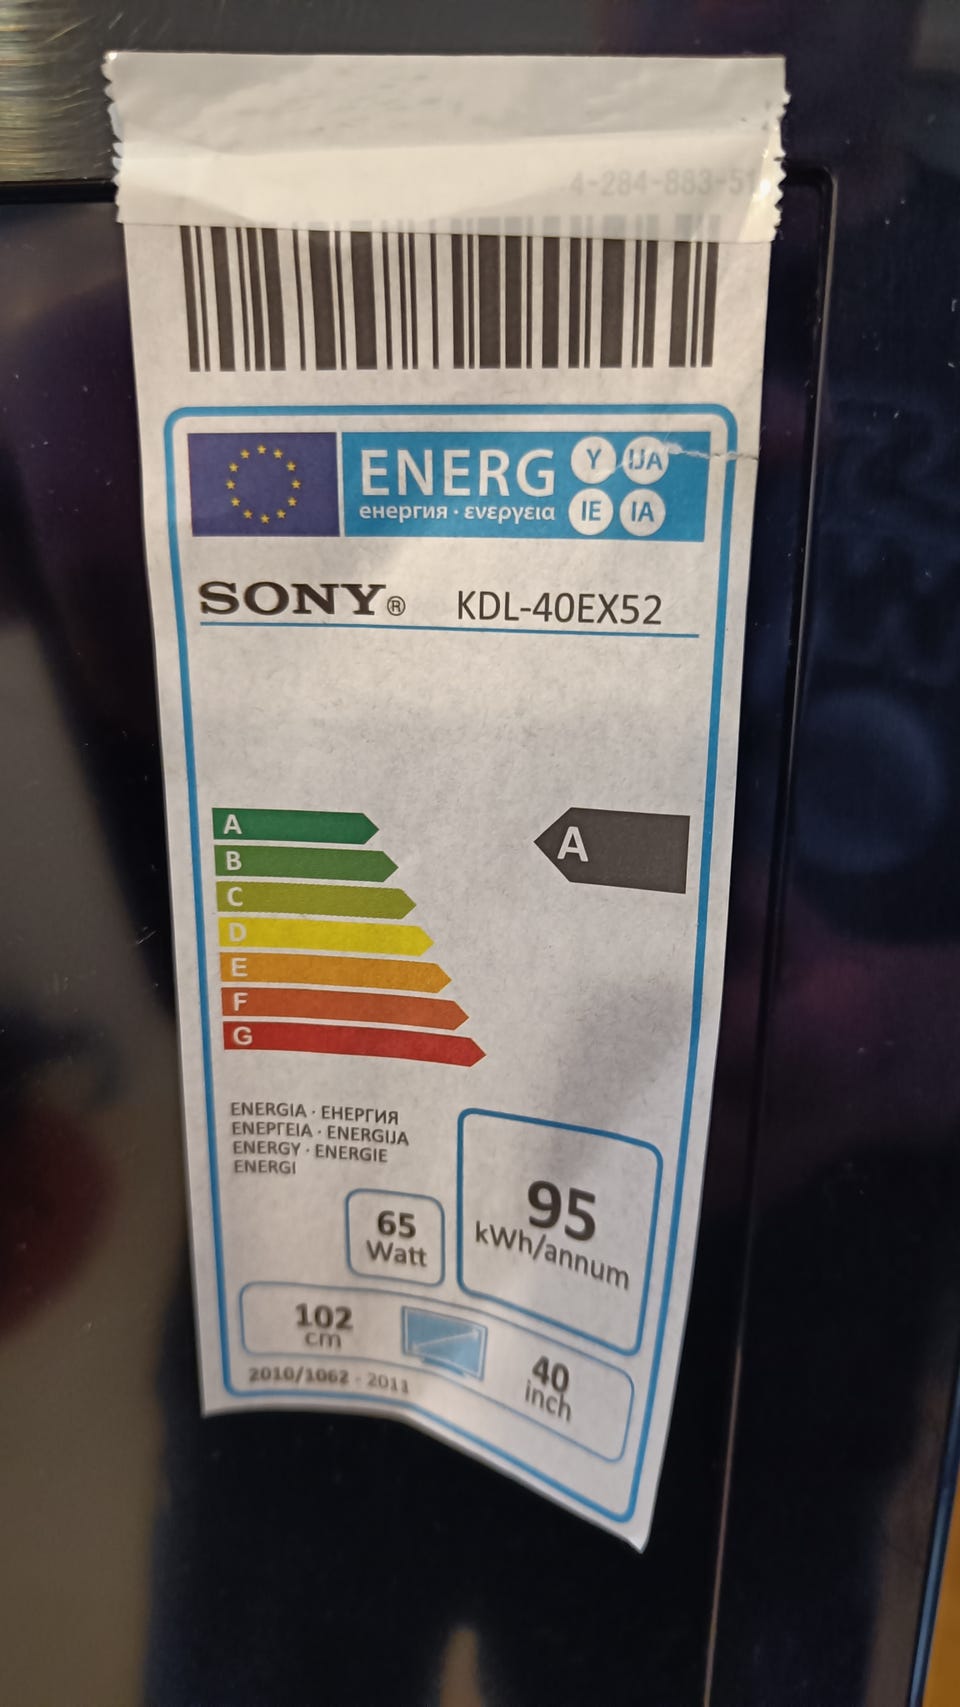 4-284-883-51
ENERG Y IJA
енергия · ενεργεια IE IA
SONY® KDL-40EX52
A
A
B
C
D
E
F
G
ENERGIA · ЕНЕРГИЯ
ΕΝΕΡΓΕΙΑ · ENERGIJA
ENERGY · ENERGIE
ENERGI
65
Watt
95
kWh/annum
102
cm
40
inch
2010/1062 - 2011